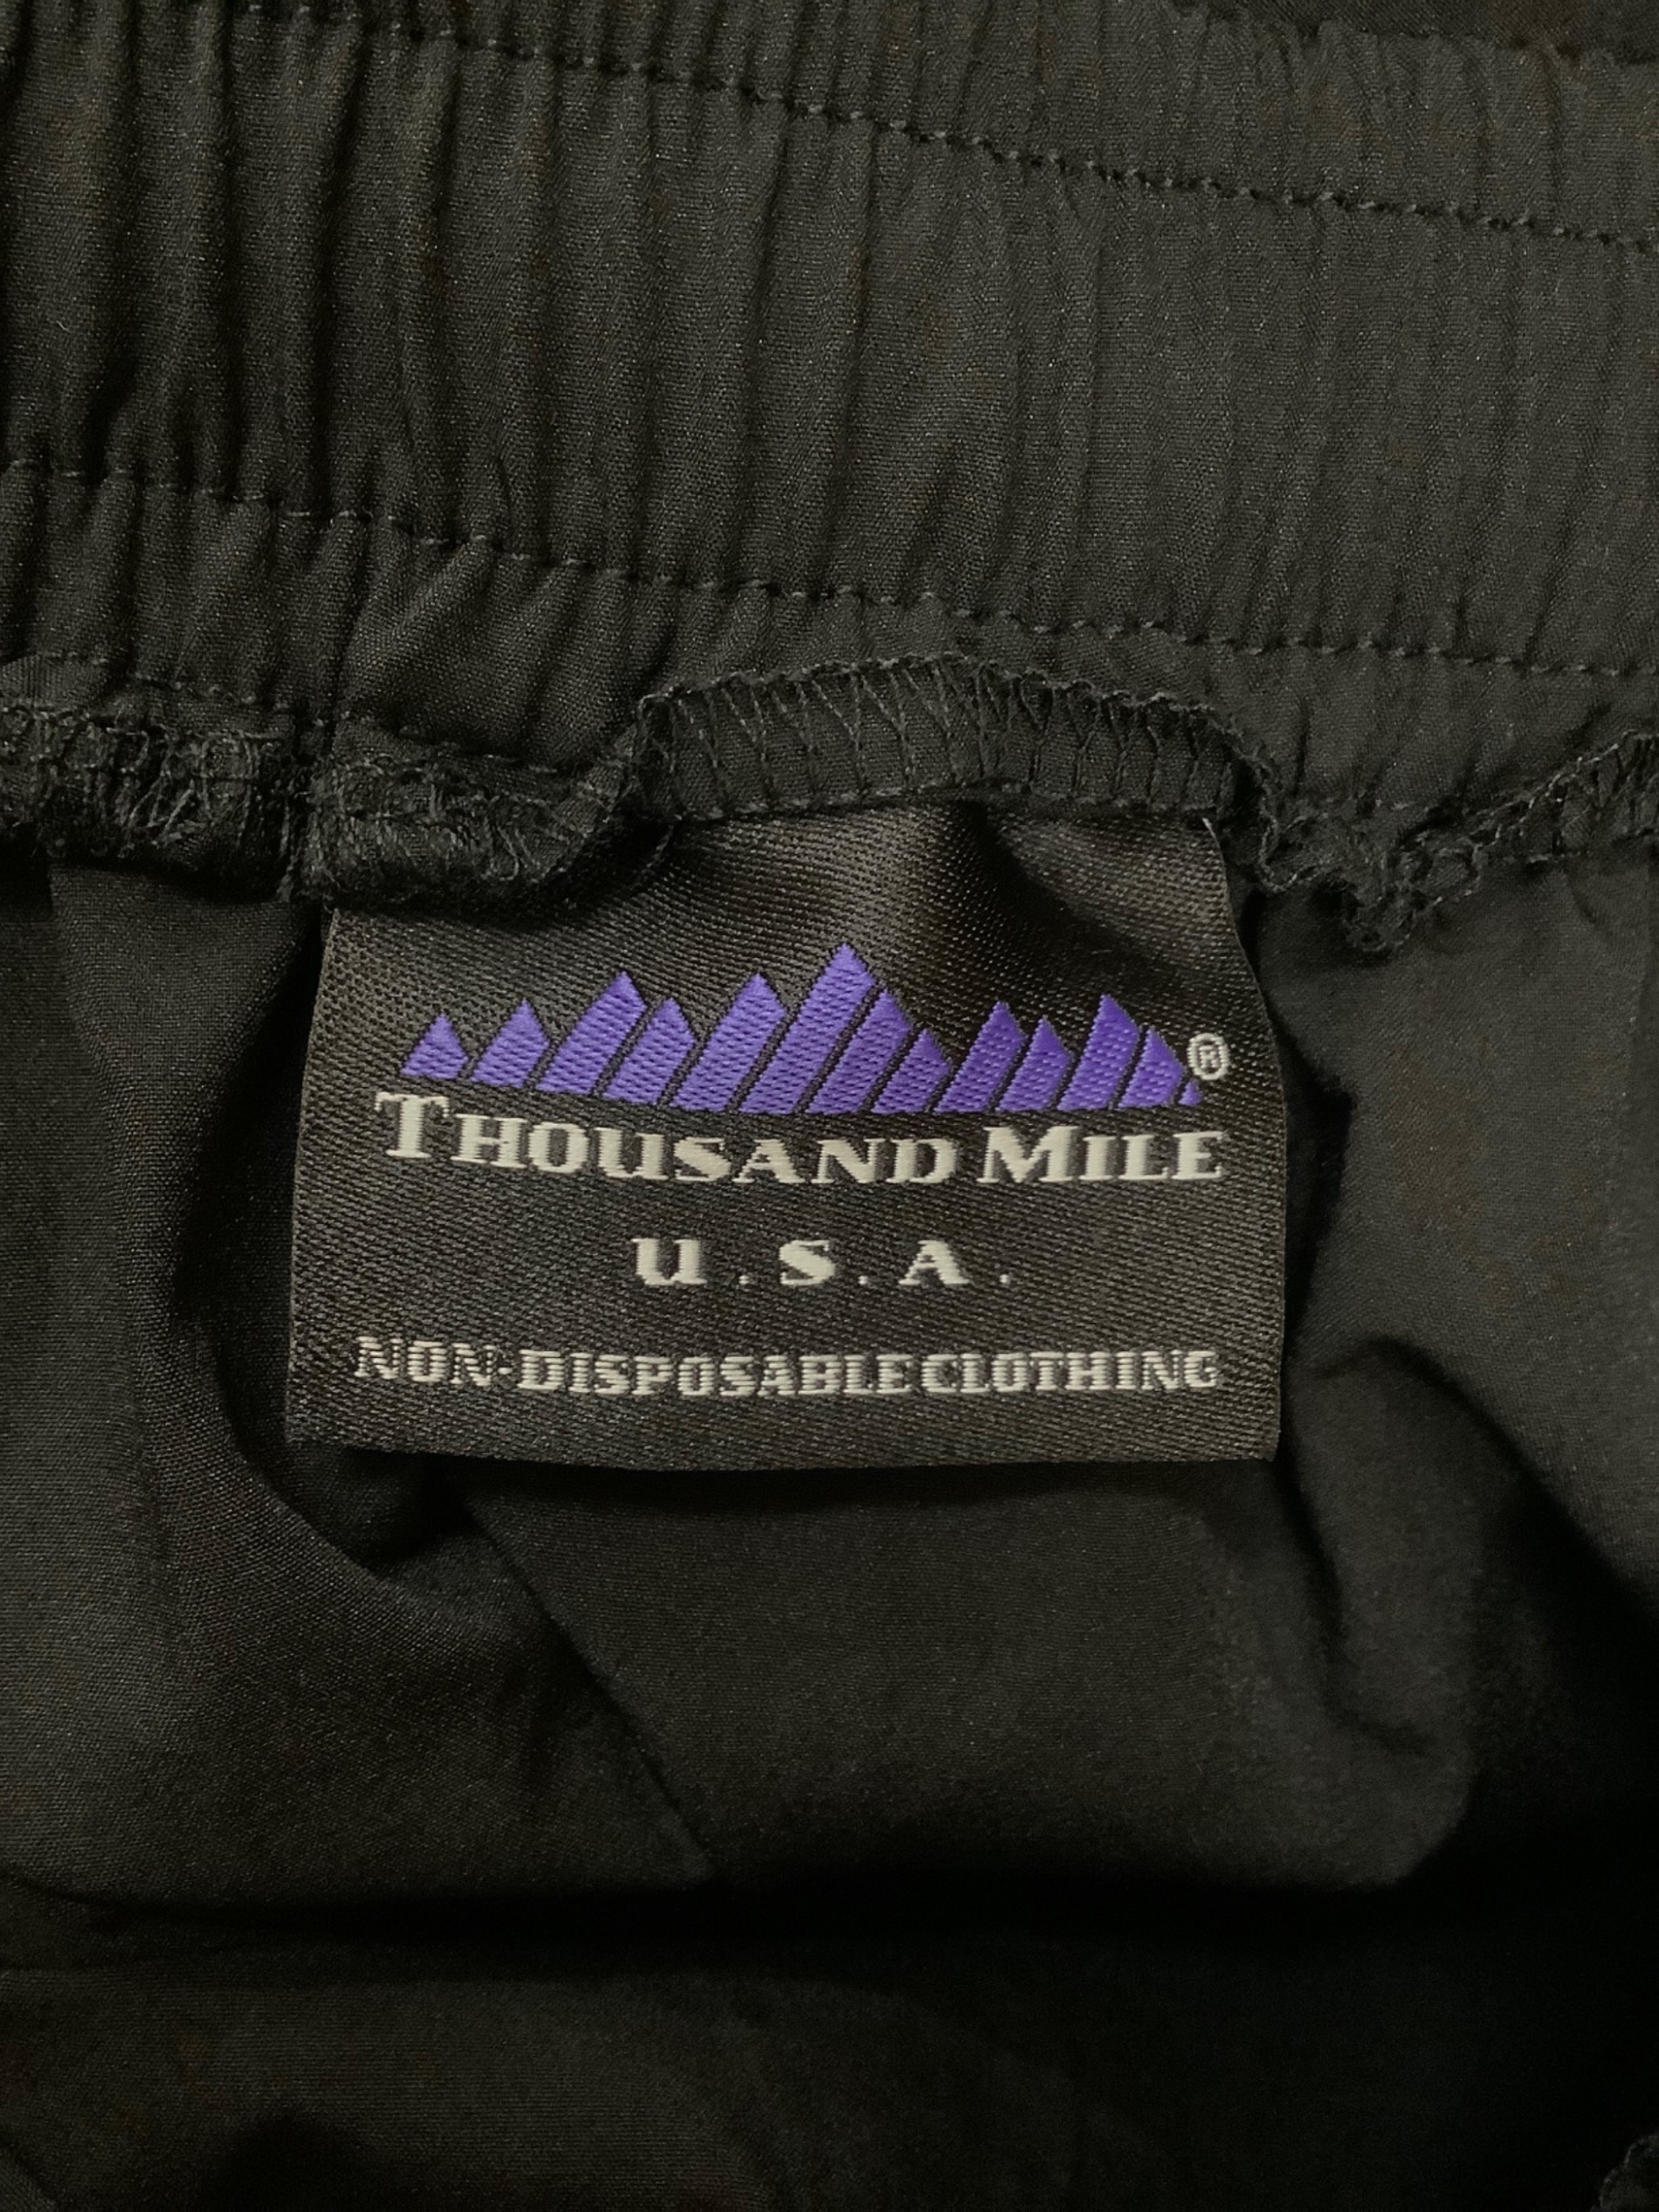 ®
THOUSAND MILE
U.S.A.
NON-DISPOSABLE CLOTHING